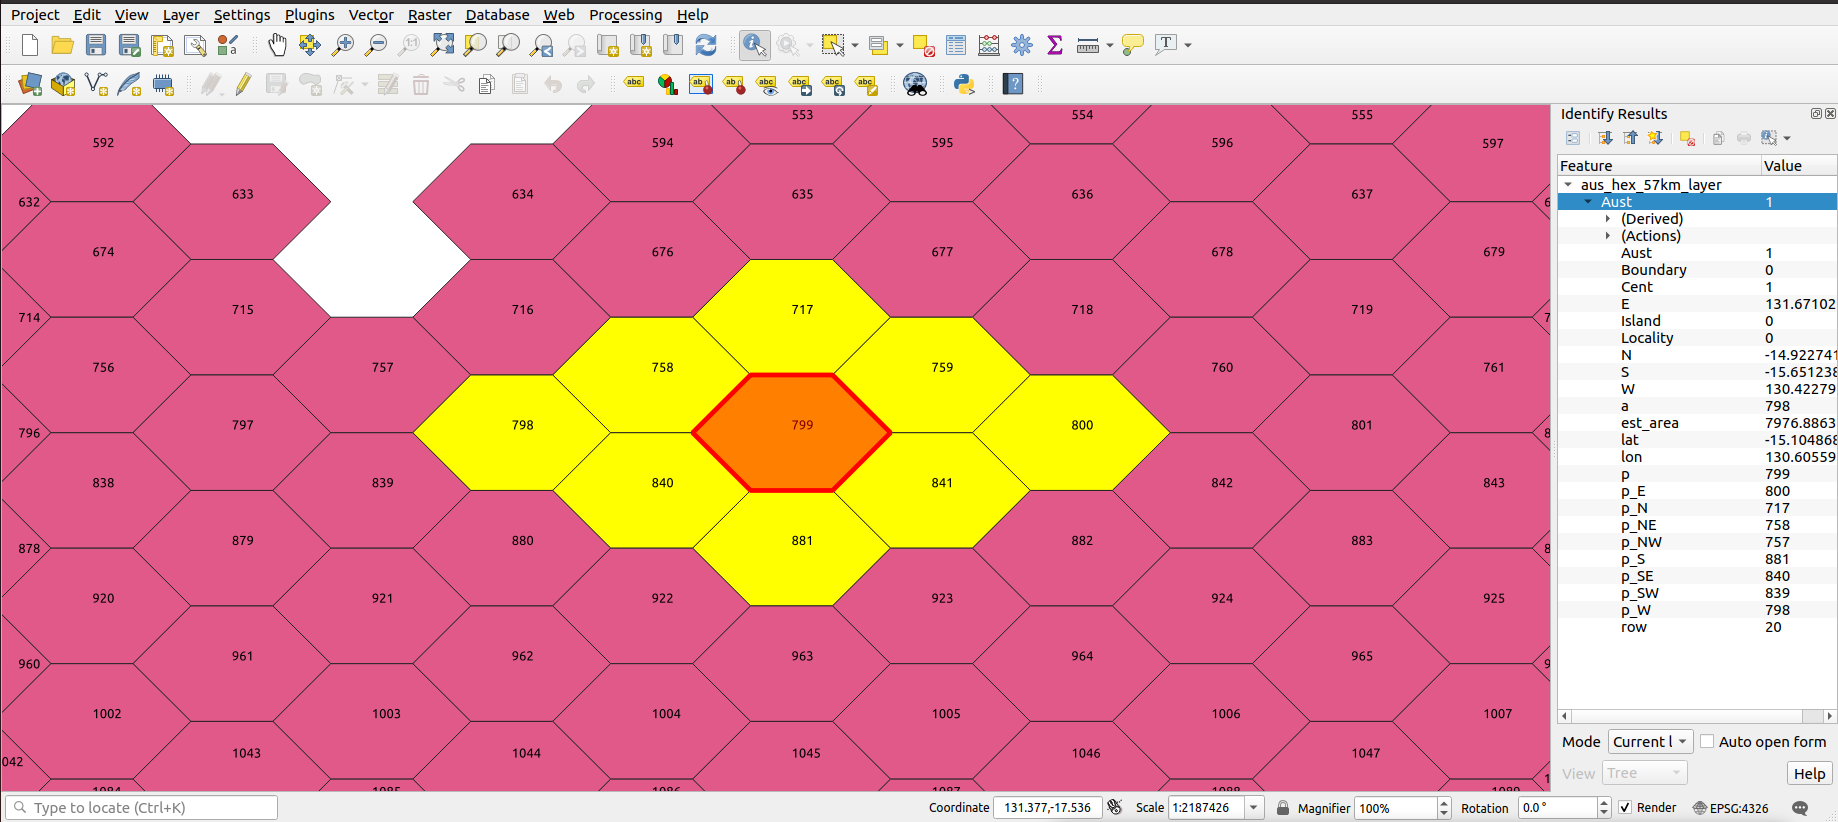 Project Edit View Layer Settings Plugins Vector Raster Database Web Processing Help
553 554 555
592 594 595 596 597
633 634 635 636 637
632
674 676 677 678 679
715 716 717 718 719
714
756 757 758 759 760 761
797 798 799 800 801
796
838 839 840 841 842 843
879 880 881 882 883
878
920 921 922 923 924 925
961 962 963 964 965
960
1002 1003 1004 1005 1006 1007
1043 1044 1045 1046 1047
042
Identify Results
Feature Value
aus_hex_57km_layer
Aust 1
(Derived)
(Actions)
Aust 1
Boundary 0
Cent 1
E 131.67102
Island 0
Locality 0
N -14.922741
S -15.651238
W 130.42279
a 798
est_area 7976.8863
lat -15.104868
lon 130.60559
p 799
p_E 800
p_N 717
p_NE 758
p_NW 757
p_S 881
p_SE 840
p_SW 839
p_W 798
row 20
Mode Current l Auto open form
View Tree Help
Type to locate (Ctrl+K) Coordinate 131.377,-17.536 Scale 1:2187426 Magnifier 100% Rotation 0.0 ° Render EPSG:4326